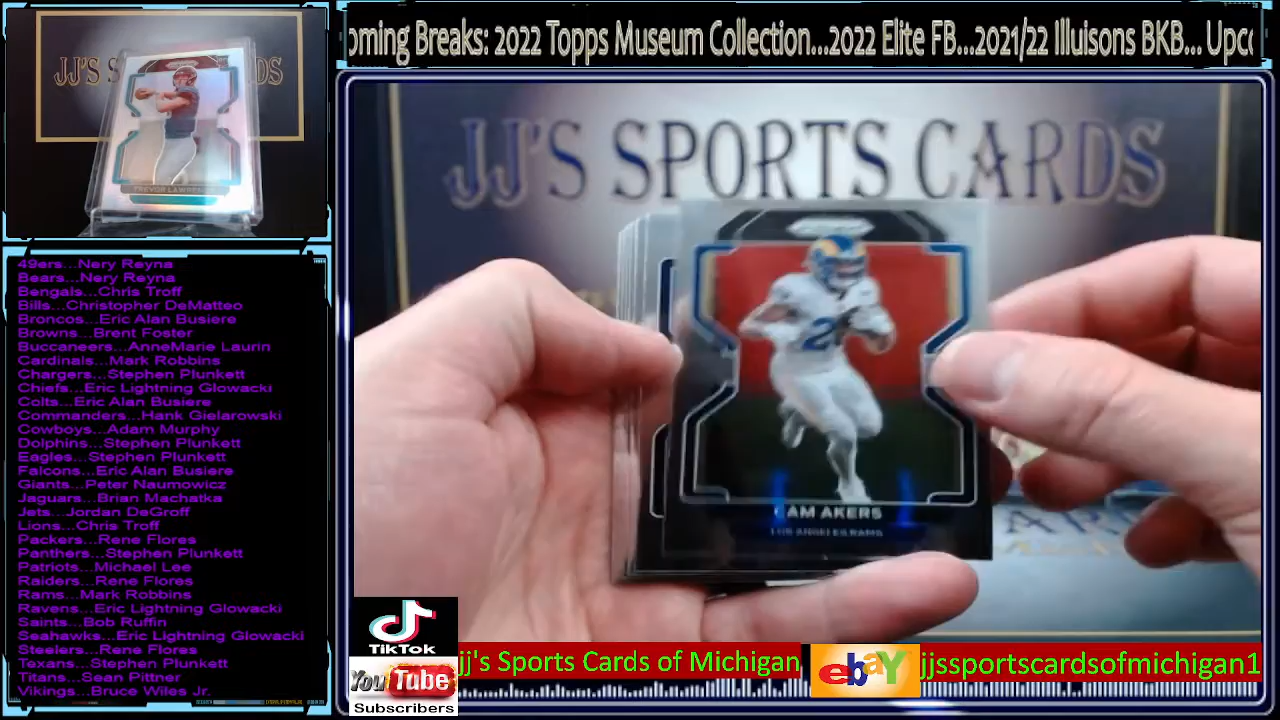 oming Breaks: 2022 Topps Museum Collection...2022 Elite FB...2021/22 Illuisons BKB... Upco
JJ'S SPORTS CARDS
TREVOR LAWRENCE
49ers...Nery Reyna
Bears...Nery Reyna
Bengals...Chris Troff
Bills...Christopher DeMatteo
Broncos...Eric Alan Busiere
Browns...Brent Foster
Buccaneers...AnneMarie Laurin
Cardinals...Mark Robbins
Chargers...Stephen Plunkett
Chiefs...Eric Lightning Glowacki
Colts...Eric Alan Busiere
Commanders...Hank Gielarowski
Cowboys...Adam Murphy
Dolphins...Stephen Plunkett
Eagles...Stephen Plunkett
Falcons...Eric Alan Busiere
Giants...Peter Naumowicz
Jaguars...Brian Machatka
Jets...Jordan DeGroff
Lions...Chris Troff
Packers...Rene Flores
Panthers...Stephen Plunkett
Patriots...Michael Lee
Raiders...Rene Flores
Rams...Mark Robbins
Ravens...Eric Lightning Glowacki
Saints...Bob Ruffin
Seahawks...Eric Lightning Glowacki
Steelers...Rene Flores
Texans...Stephen Plunkett
Titans...Sean Pittner
Vikings...Bruce Wiles Jr.
JJ'S SPORTS CARDS
CAM AKERS
LOS ANGELES RAMS
TikTok
YouTube
Subscribers
jj's Sports Cards of Michigan
ebaY
jjssportscardsofmichigan1